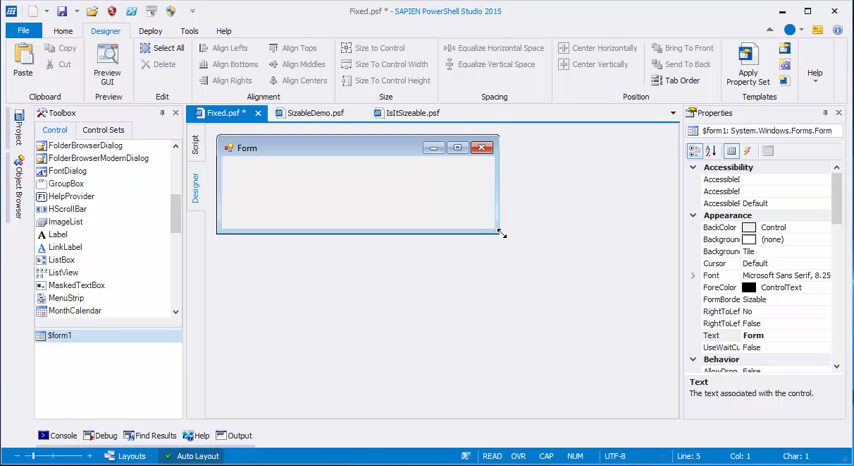 Fixed.psf * - SAPIEN PowerShell Studio 2015
File
Home
Designer
Deploy
Tools
Help
Paste
Copy
Cut
Clipboard
Preview
GUI
Preview
Select All
Delete
Edit
Align Lefts
Align Middles
Align Rights
Align Tops
Align Middles
Align Centers
Alignment
Size to Control
Size To Control Width
Size To Control Height
Size
Equalize Horizontal Space
Equalize Vertical Space
Spacing
Center Horizontally
Center Vertically
Bring To Front
Send To Back
Tab Order
Position
Apply
Property Set
Templates
Help
Project
Object Browser
Toolbox
Control
Control Sets
FolderBrowserDialog
FolderBrowserModernDialog
FontDialog
GroupBox
HelpProvider
HScrollBar
ImageList
Label
LinkLabel
ListBox
ListView
MaskedTextBox
MenuStrip
MonthCalendar
$form1
Fixed.psf *
SizableDemo.psf
IsItSizeable.psf
Script
Designer
Form
Properties
$form1: System.Windows.Forms.Form
Accessibility
Accessible
Accessible
Accessible Default
Appearance
BackColor Control
Backgroun (none)
Backgroun Tile
Cursor Default
Font Microsoft Sans Serif, 8.25
ForeColor ControlText
FormBorde Sizable
RightToLef No
RightToLef False
Text Form
UseWaitCu False
Behavior
AllowDrop False
Text
The text associated with the control.
Console
Debug
Find Results
Help
Output
Layouts
Auto Layout
READ
OVR
CAP
NUM
UTF-8
Line: 5
Col: 1
Char: 1